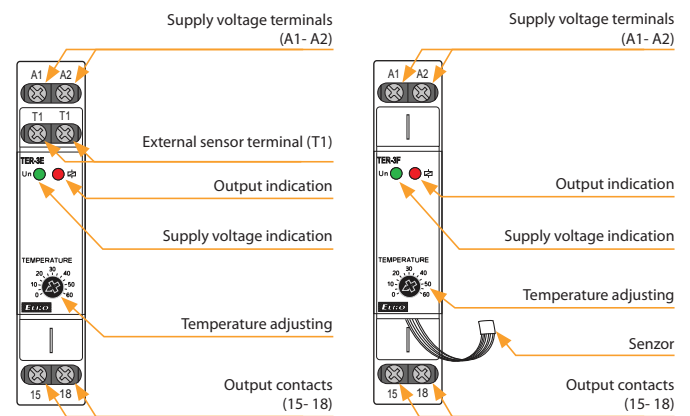 Supply voltage terminals
(A1- A2)
A1 A2
T1 T1
External sensor terminal (T1)
TER-3E
Un
Output indication
Supply voltage indication
TEMPERATURE
30
20 40
10 50
0 60
ELKO
Temperature adjusting
15 18
Output contacts
(15- 18)
Supply voltage terminals
(A1- A2)
A1 A2
TER-3F
Un
Output indication
Supply voltage indication
TEMPERATURE
30
20 40
10 50
0 60
ELKO
Temperature adjusting
Senzor
15 18
Output contacts
(15- 18)